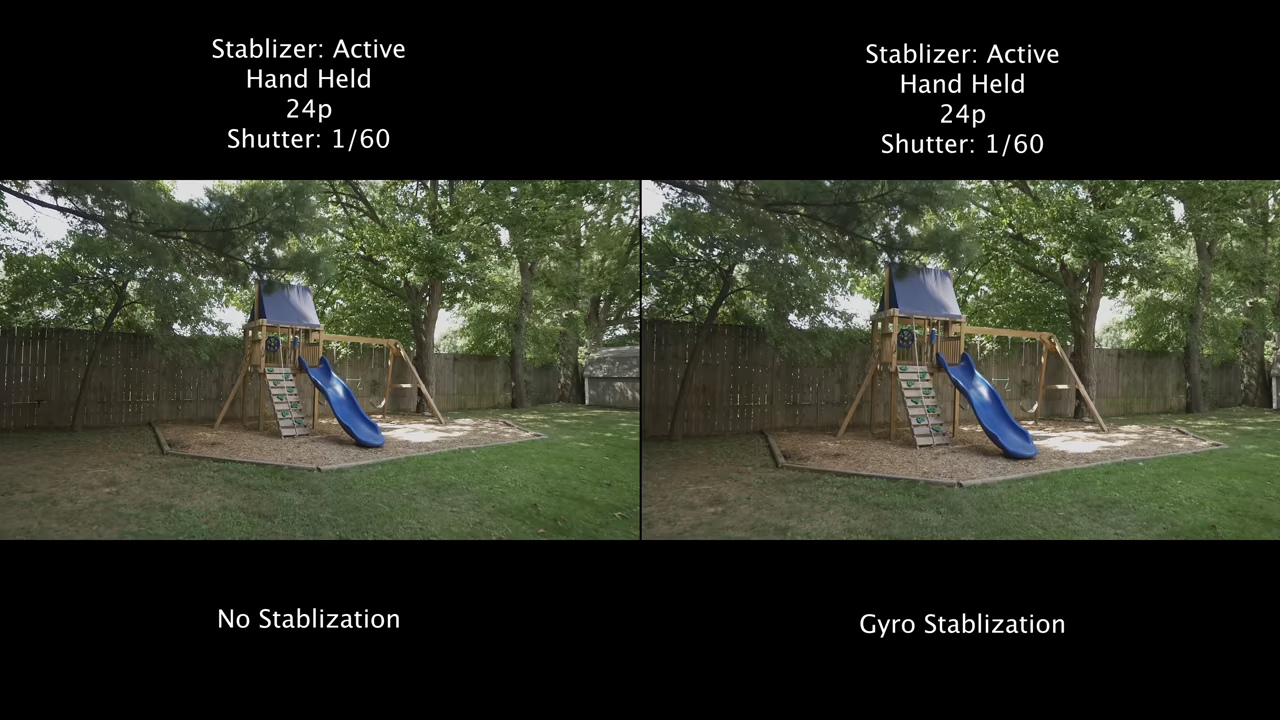 Stablizer: Active
Hand Held
24p
Shutter: 1/60
Stablizer: Active
Hand Held
24p
Shutter: 1/60
No Stablization
Gyro Stablization